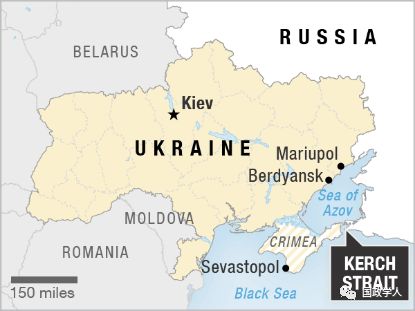 BELARUS
RUSSIA
Kiev
UKRAINE
Mariupol
Berdyansk
Sea of
Azov
MOLDOVA
CRIMEA
ROMANIA
KERCH
STRAIT
Sevastopol
150 miles
Black Sea
国政学人